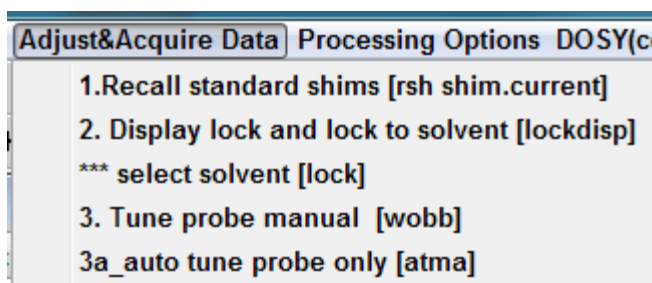 Adjust&Acquire Data Processing Options DOSY(c
1.Recall standard shims [rsh shim.current]
2. Display lock and lock to solvent [lockdisp]
*** select solvent [lock]
3. Tune probe manual [wobb]
3a_auto tune probe only [atma]